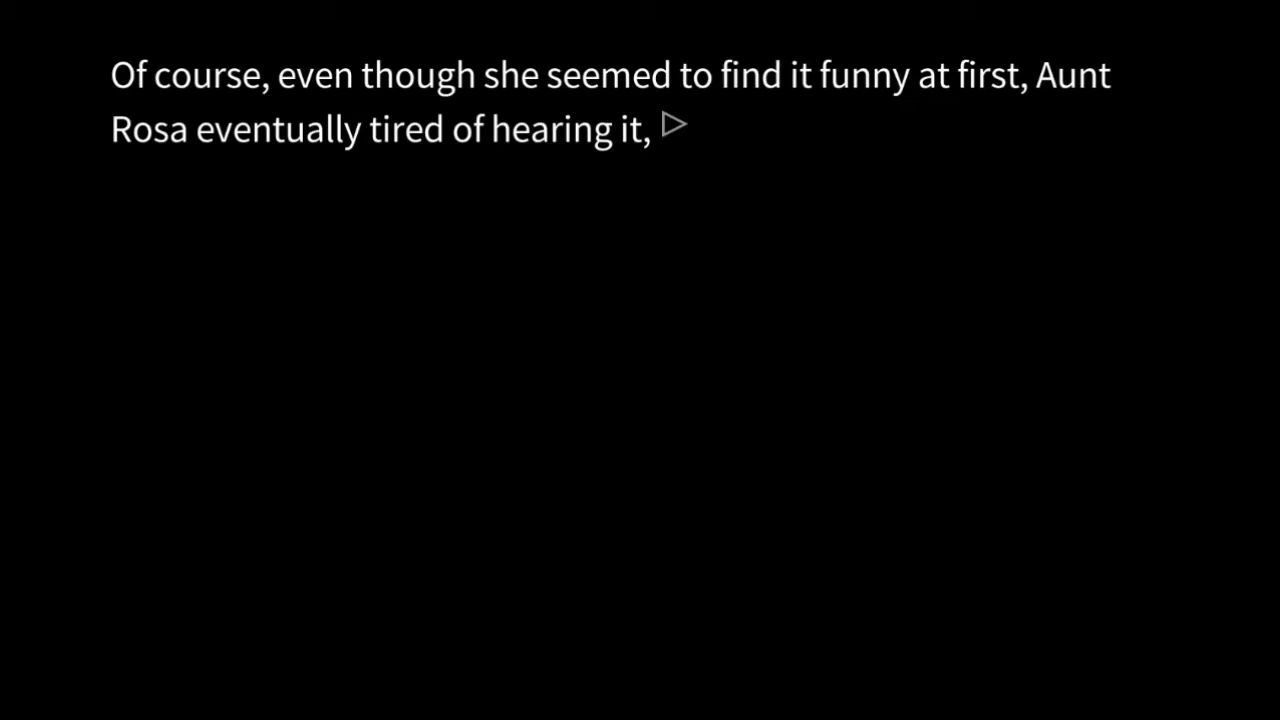 Of course, even though she seemed to find it funny at first, Aunt
Rosa eventually tired of hearing it,